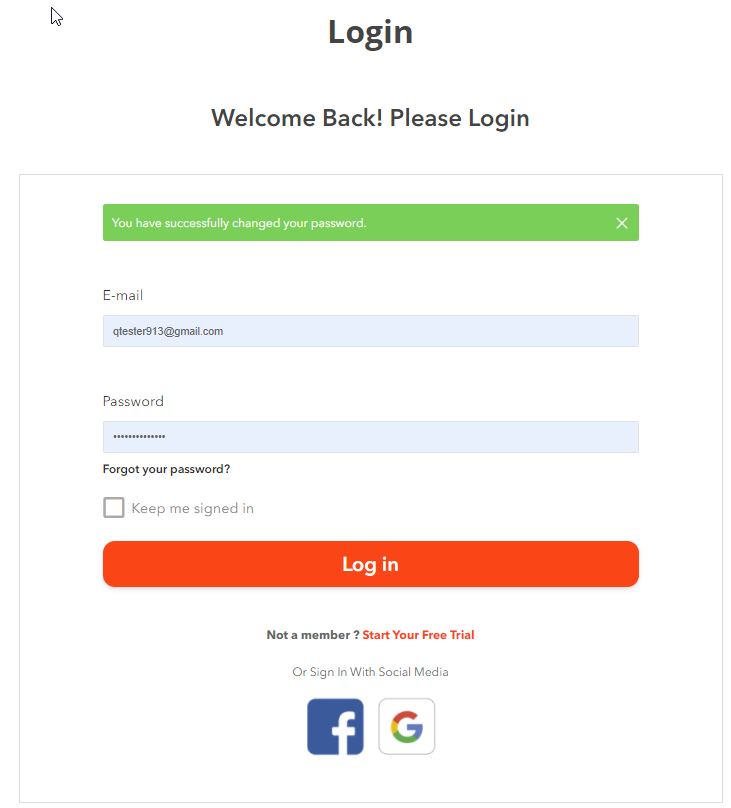 Login
Welcome Back! Please Login
You have successfully changed your password.
E-mail
qtester913@gmail.com
Password
••••••••••••••
Forgot your password?
Keep me signed in
Log in
Not a member ? Start Your Free Trial
Or Sign In With Social Media